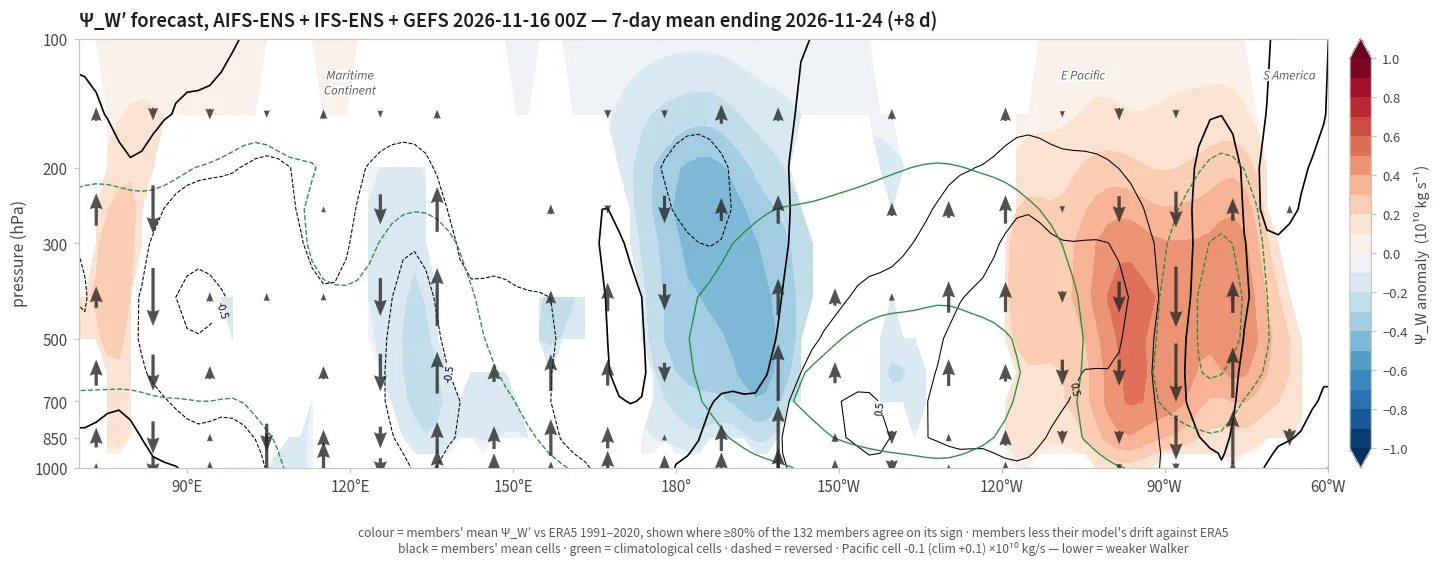 Ψ_W′ forecast, AIFS-ENS + IFS-ENS + GEFS 2026-11-16 00Z — 7-day mean ending 2026-11-24 (+8 d)
100
200
300
400
500
700
850
1000
pressure (hPa)
Maritime
Continent
E Pacific
S America
-0.5
-0.5
0.5
0.5
90°E
120°E
150°E
180°
150°W
120°W
90°W
60°W
1.0
0.8
0.6
0.4
0.2
0.0
-0.2
-0.4
-0.6
-0.8
-1.0
Ψ_W anomaly (10¹⁰ kg s⁻¹)
colour = members' mean Ψ_W′ vs ERA5 1991–2020, shown where ≥80% of the 132 members agree on its sign · members less their model's drift against ERA5
black = members' mean cells · green = climatological cells · dashed = reversed · Pacific cell -0.1 (clim +0.1) ×10¹⁰ kg/s — lower = weaker Walker